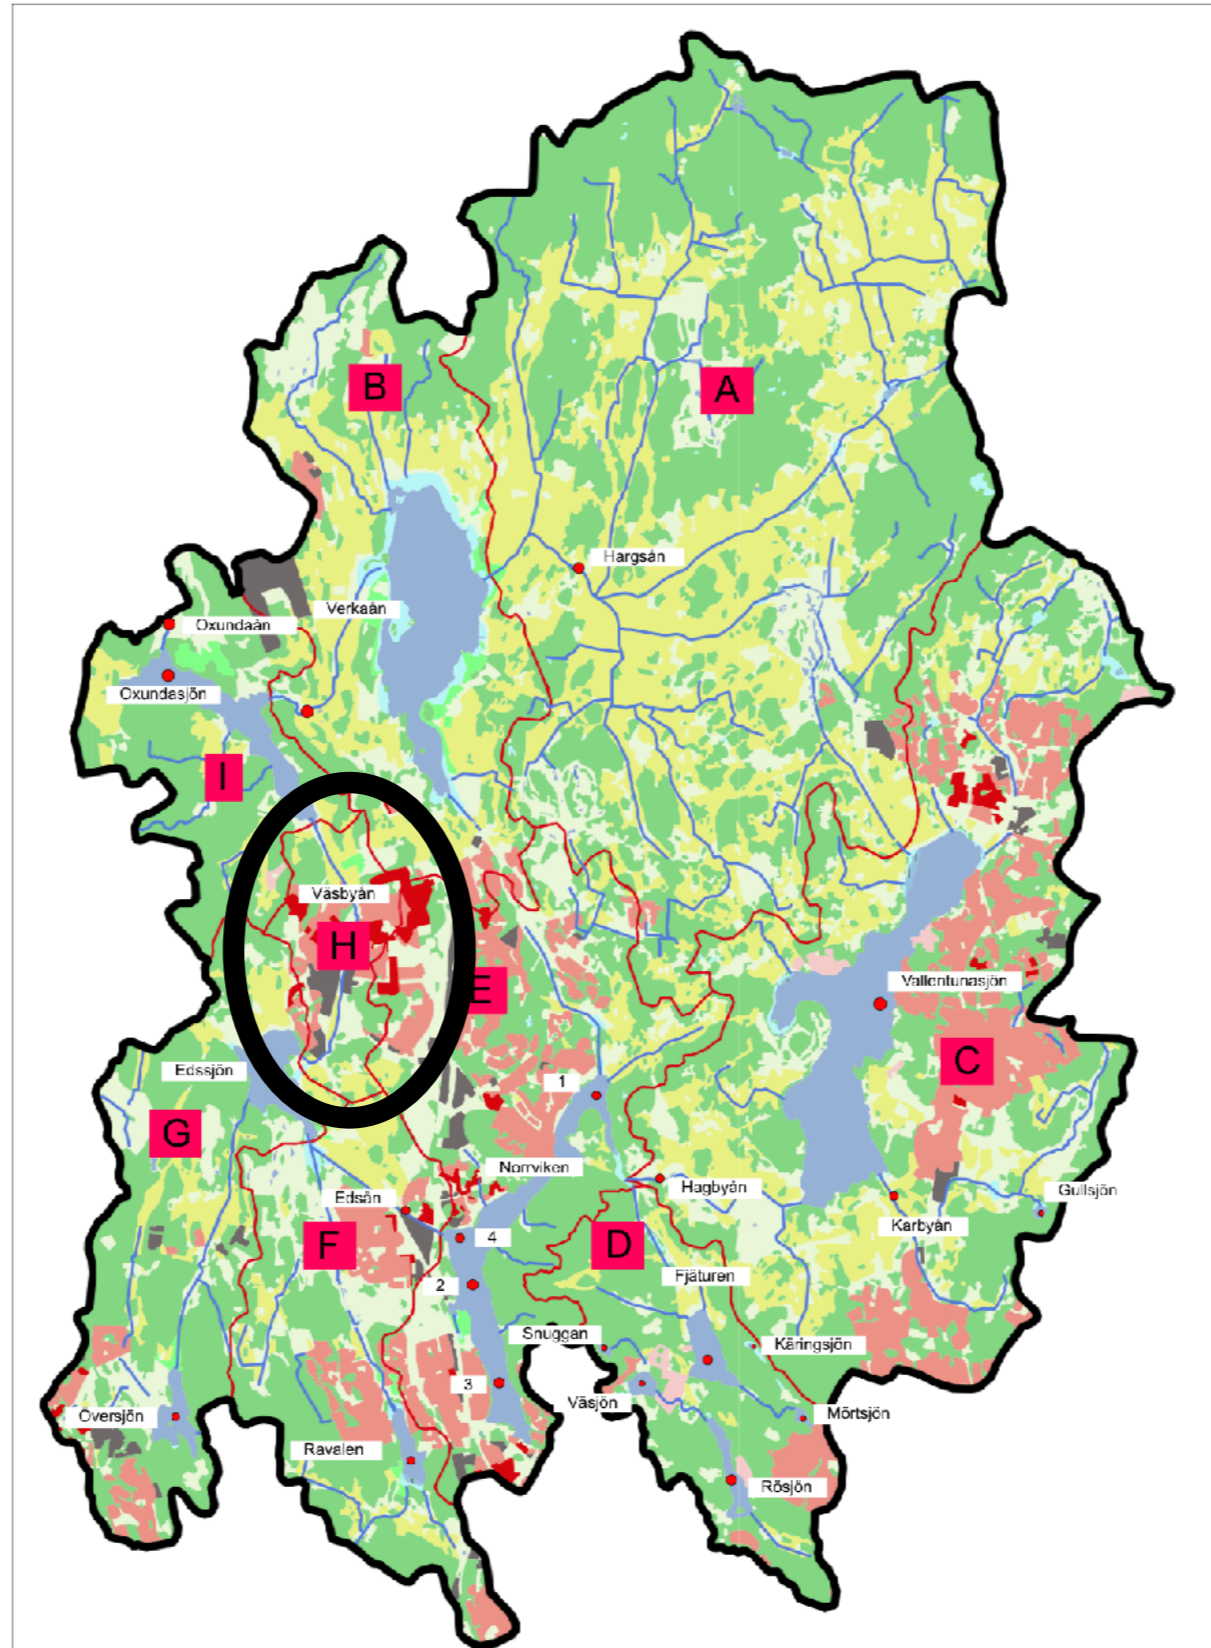 B
A
Hargsån
Verkaån
Oxundaån
Oxundasjön
I
Väsbyån
H
E
Vallentunasjön
C
Edssjön
1
G
Norrviken
Hagbyån
Gullsjön
Edsån
Karbyån
F
4
D
2
Fjäturen
Snuggan
Käringsjön
3
Väsjön
Översjön
Mörtsjön
Ravalen
Rösjön